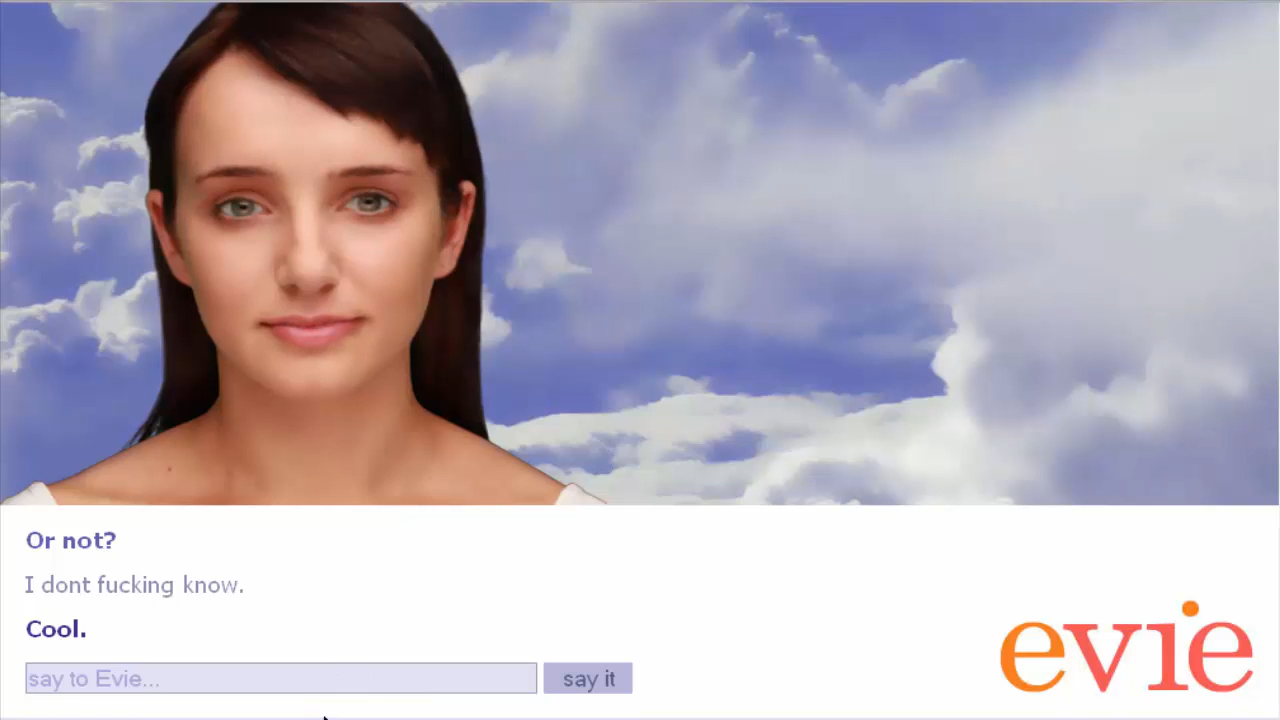 Or not?
I dont fucking know.
Cool.
say to Evie...
say it
evie